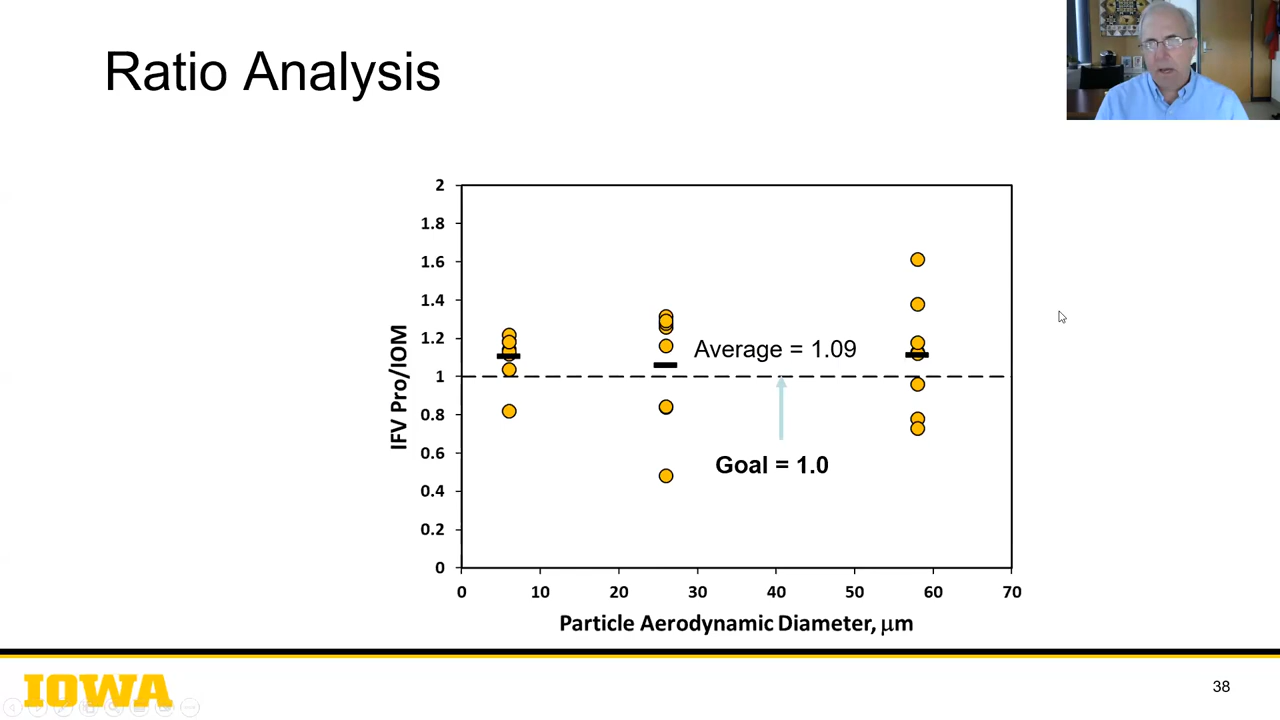 Ratio Analysis
2
1.8
1.6
1.4
1.2
1
0.8
0.6
0.4
0.2
0
IFV Pro/IOM
Average = 1.09
Goal = 1.0
0 10 20 30 40 50 60 70
Particle Aerodynamic Diameter, μm
IOWA
38